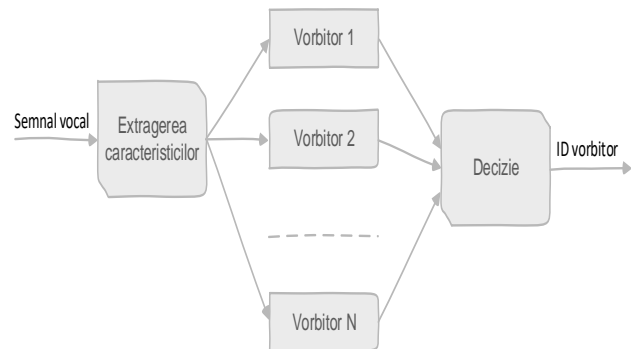 Semnal vocal
Extragerea
caracteristicilor
Vorbitor 1
Vorbitor 2
Vorbitor N
Decizie
ID vorbitor